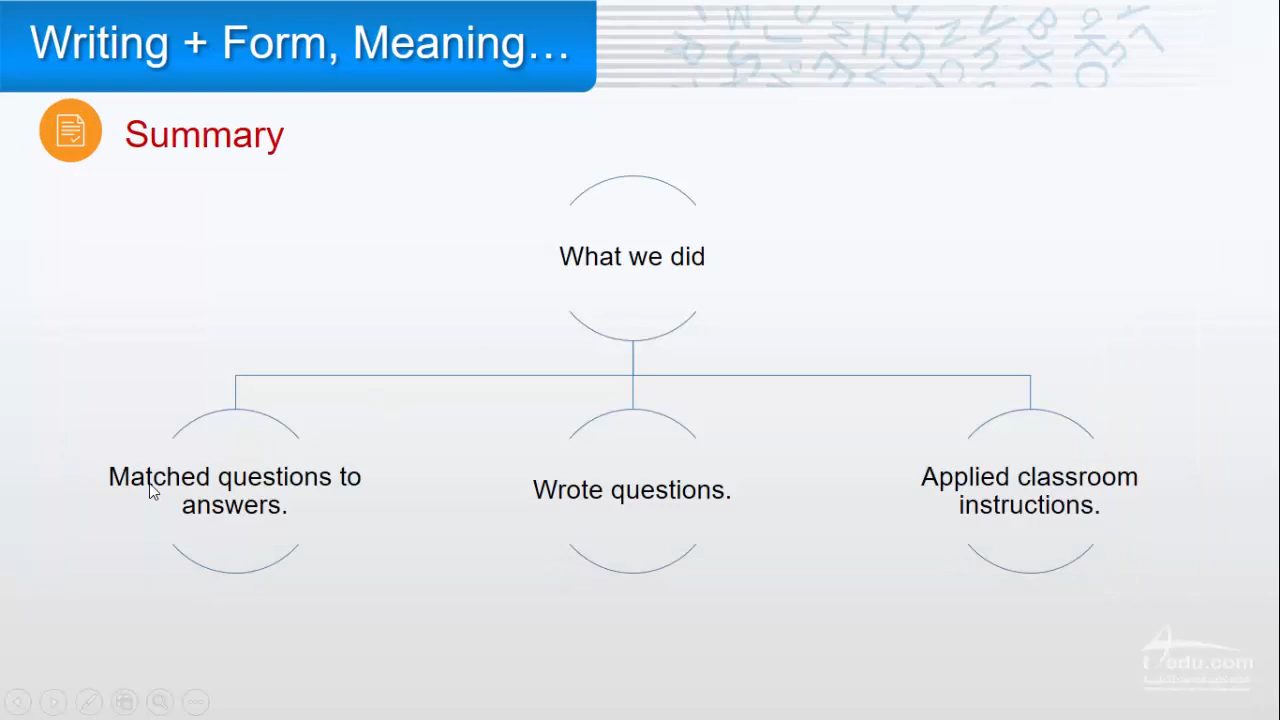 Writing + Form, Meaning…
Summary
What we did
Matched questions to
answers.
Wrote questions.
Applied classroom
instructions.
edu.com